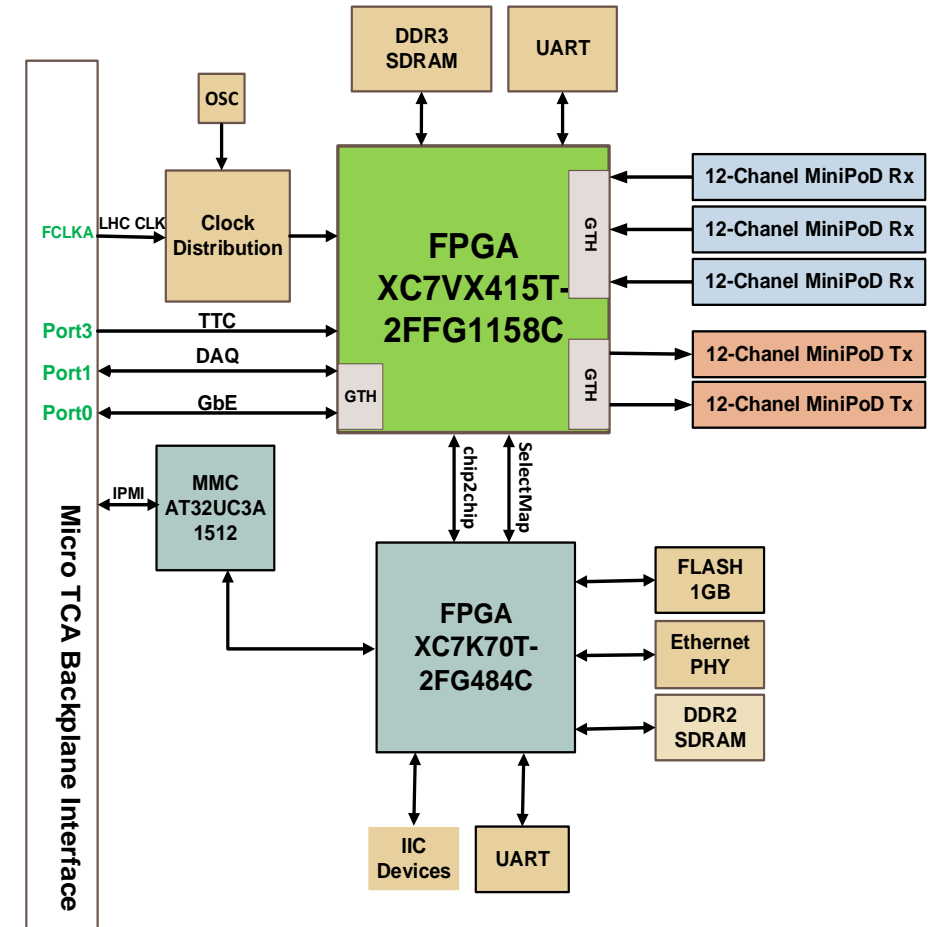 DDR3
SDRAM
UART
OSC
FCLKA
LHC CLK
Clock
Distribution
FPGA
XC7VX415T-
2FFG1158C
GTH
12-Chanel MiniPoD Rx
12-Chanel MiniPoD Rx
12-Chanel MiniPoD Rx
Port3
TTC
Port1
DAQ
Port0
GbE
GTH
GTH
12-Chanel MiniPoD Tx
12-Chanel MiniPoD Tx
chip2chip
SelectMap
IPMI
MMC
AT32UC3A
1512
Micro TCA Backplane Interface
FPGA
XC7K70T-
2FG484C
FLASH
1GB
Ethernet
PHY
DDR2
SDRAM
IIC
Devices
UART